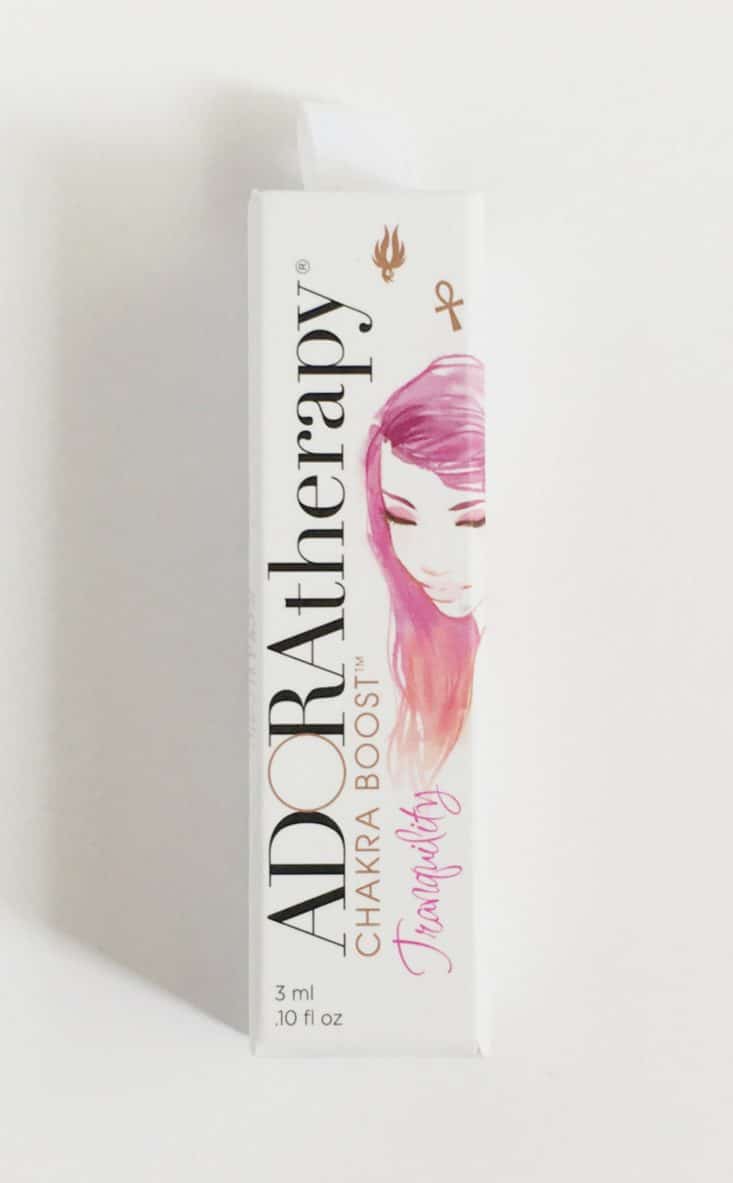 ADORAtherapy®
CHAKRA BOOST™
Tranquility
3 ml
.10 fl oz